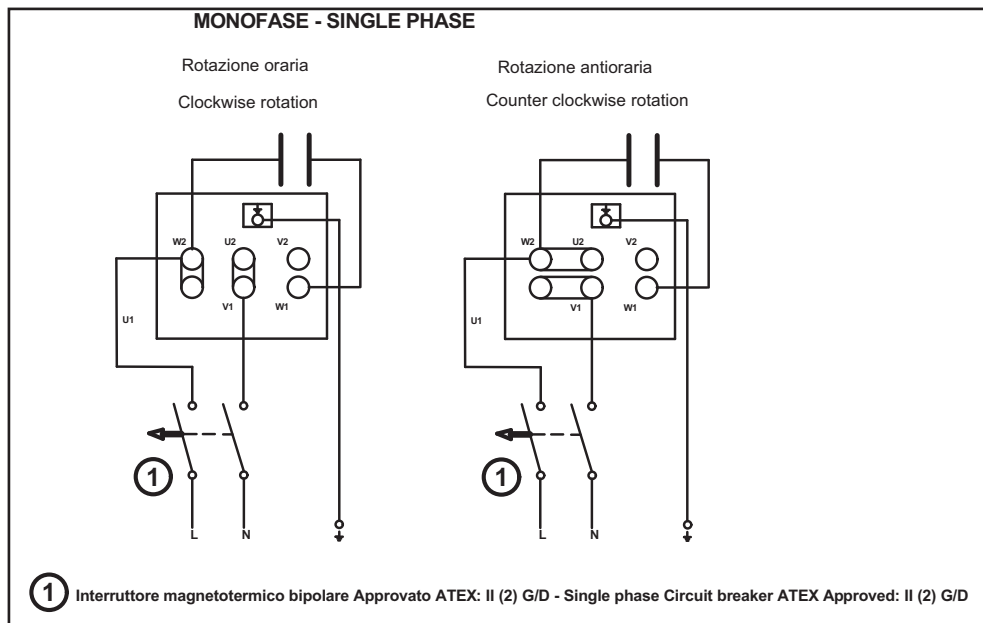 MONOFASE - SINGLE PHASE
Rotazione oraria
Clockwise rotation
Rotazione antioraria
Counter clockwise rotation
W2 U2 V2
V1 W1
U1
L N
1
W2 U2 V2
V1 W1
U1
L N
1
1 Interruttore magnetotermico bipolare Approvato ATEX: II (2) G/D - Single phase Circuit breaker ATEX Approved: II (2) G/D